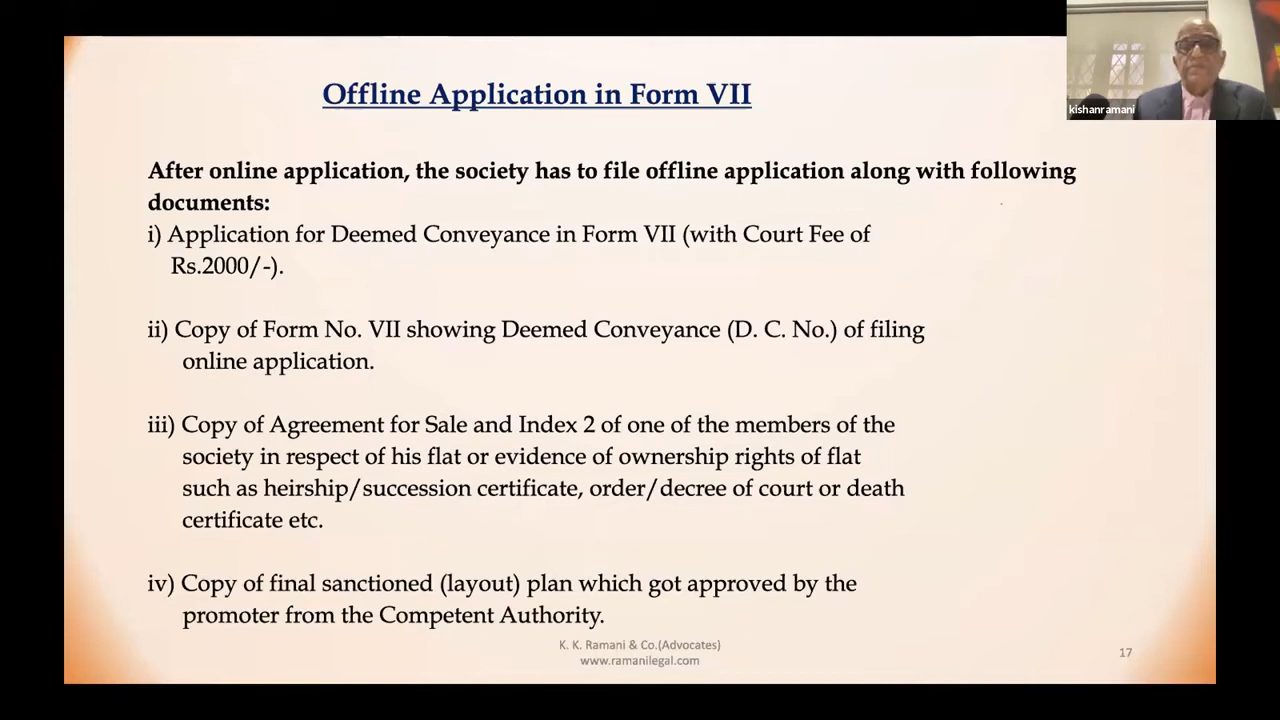 Offline Application in Form VII
kishanramani
After online application, the society has to file offline application along with following
documents:
i) Application for Deemed Conveyance in Form VII (with Court Fee of
Rs.2000/-).
ii) Copy of Form No. VII showing Deemed Conveyance (D. C. No.) of filing
online application.
iii) Copy of Agreement for Sale and Index 2 of one of the members of the
society in respect of his flat or evidence of ownership rights of flat
such as heirship/succession certificate, order/decree of court or death
certificate etc.
iv) Copy of final sanctioned (layout) plan which got approved by the
promoter from the Competent Authority.
K. K. Ramani & Co.(Advocates)
www.ramanilegal.com
17